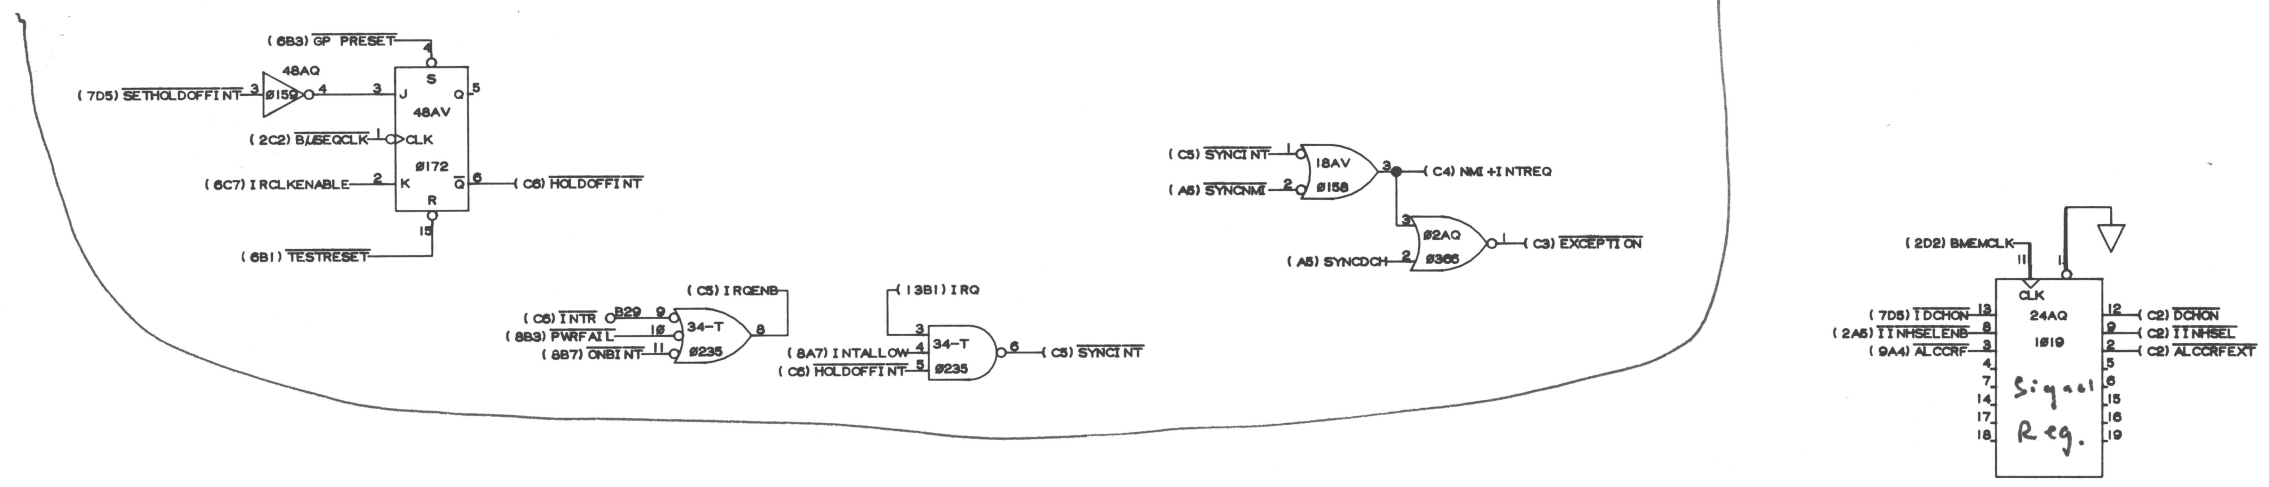 (6B3) GP PRESET
4
48AQ
S
(7D5) SETHOLDOFFINT 3 Ø159 4 3 J Q 5
48AV
(2C2) BUSEQCLK 1 CLK
Ø172
(6C7) IRCLKENABLE 2 K Q 6 (C6) HOLDOFFINT
R
15
(6B1) TESTRESET
(C5) SYNCINT 1 18AV 3 (C4) NMI+INTREQ
(A5) SYNCNMI 2 Ø158
3 Ø2AQ 1 (C3) EXCEPTION
(A5) SYNCDCH 2 Ø366
(C5) IRQENB
(C6) INTR B29 9 34-T 8
(8B3) PWRFAIL 10
(8B7) ONBINT 11 Ø235
(13B1) IRQ
3 34-T 6 (C5) SYNCINT
(8A7) INTALLOW 4
(C6) HOLDOFFINT 5 Ø235
(2D2) BMEMCLK
11 1
CLK
(7D5) IDCHON 13 24AQ 12 (C2) DCHON
(2A5) IINHSELENB 8 1Ø19 9 (C2) IINHSEL
(9A4) ALCCRF 3 2 (C2) ALCCRFEXT
4 5
7 Signal 6
14 15
17 Reg. 16
18 19